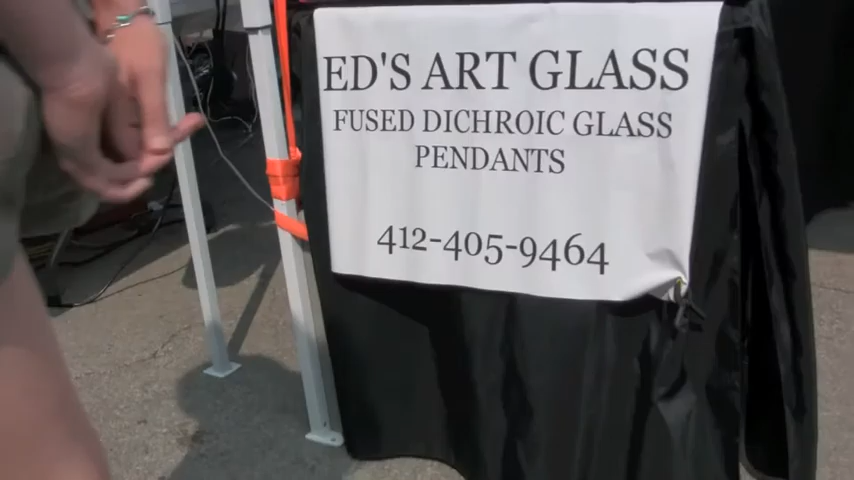 ED'S ART GLASS
FUSED DICHROIC GLASS
PENDANTS
412-405-9464